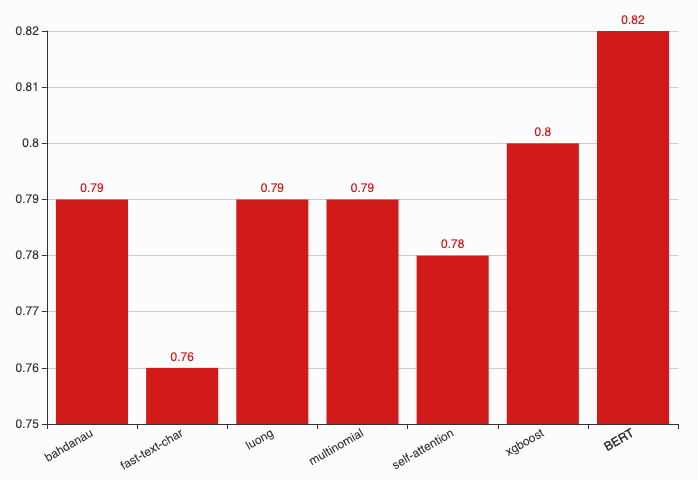 0.82
0.82
0.81
0.8
0.8
0.79
0.79
0.79
0.79
0.78
0.78
0.77
0.76
0.76
0.75
bahdanau
fast-text-char
luong
multinomial
self-attention
xgboost
BERT